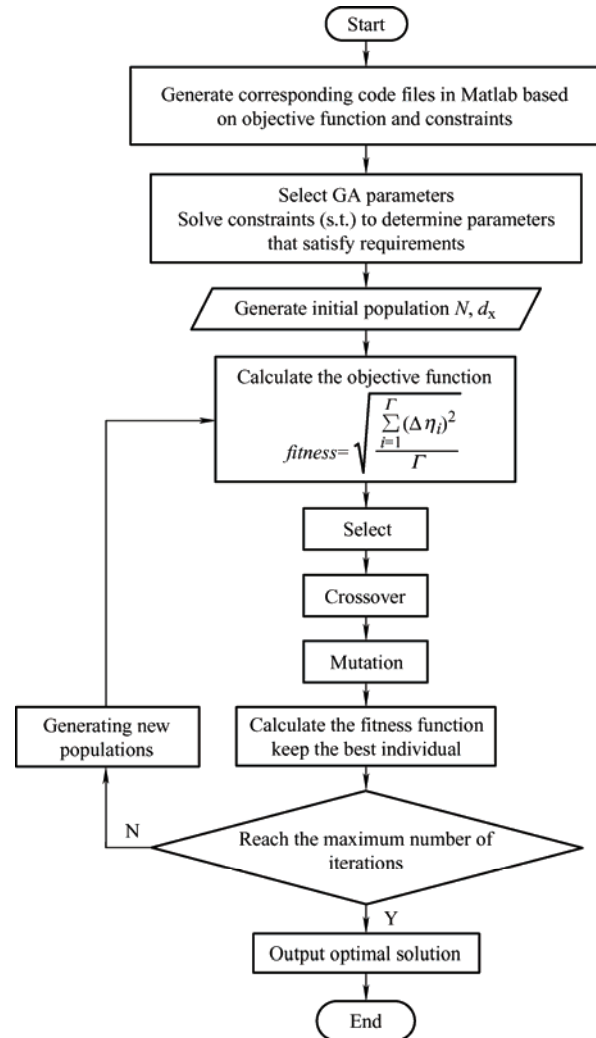 Start
Generate corresponding code files in Matlab based
on objective function and constraints
Select GA parameters
Solve constraints (s.t.) to determine parameters
that satisfy requirements
Generate initial population N, dₓ
Calculate the objective function
fitness=√(Σ_{i=1}^{Γ}(Δη_i)²/Γ)
Select
Crossover
Mutation
Generating new
populations
Calculate the fitness function
keep the best individual
N
Reach the maximum number of
iterations
Y
Output optimal solution
End